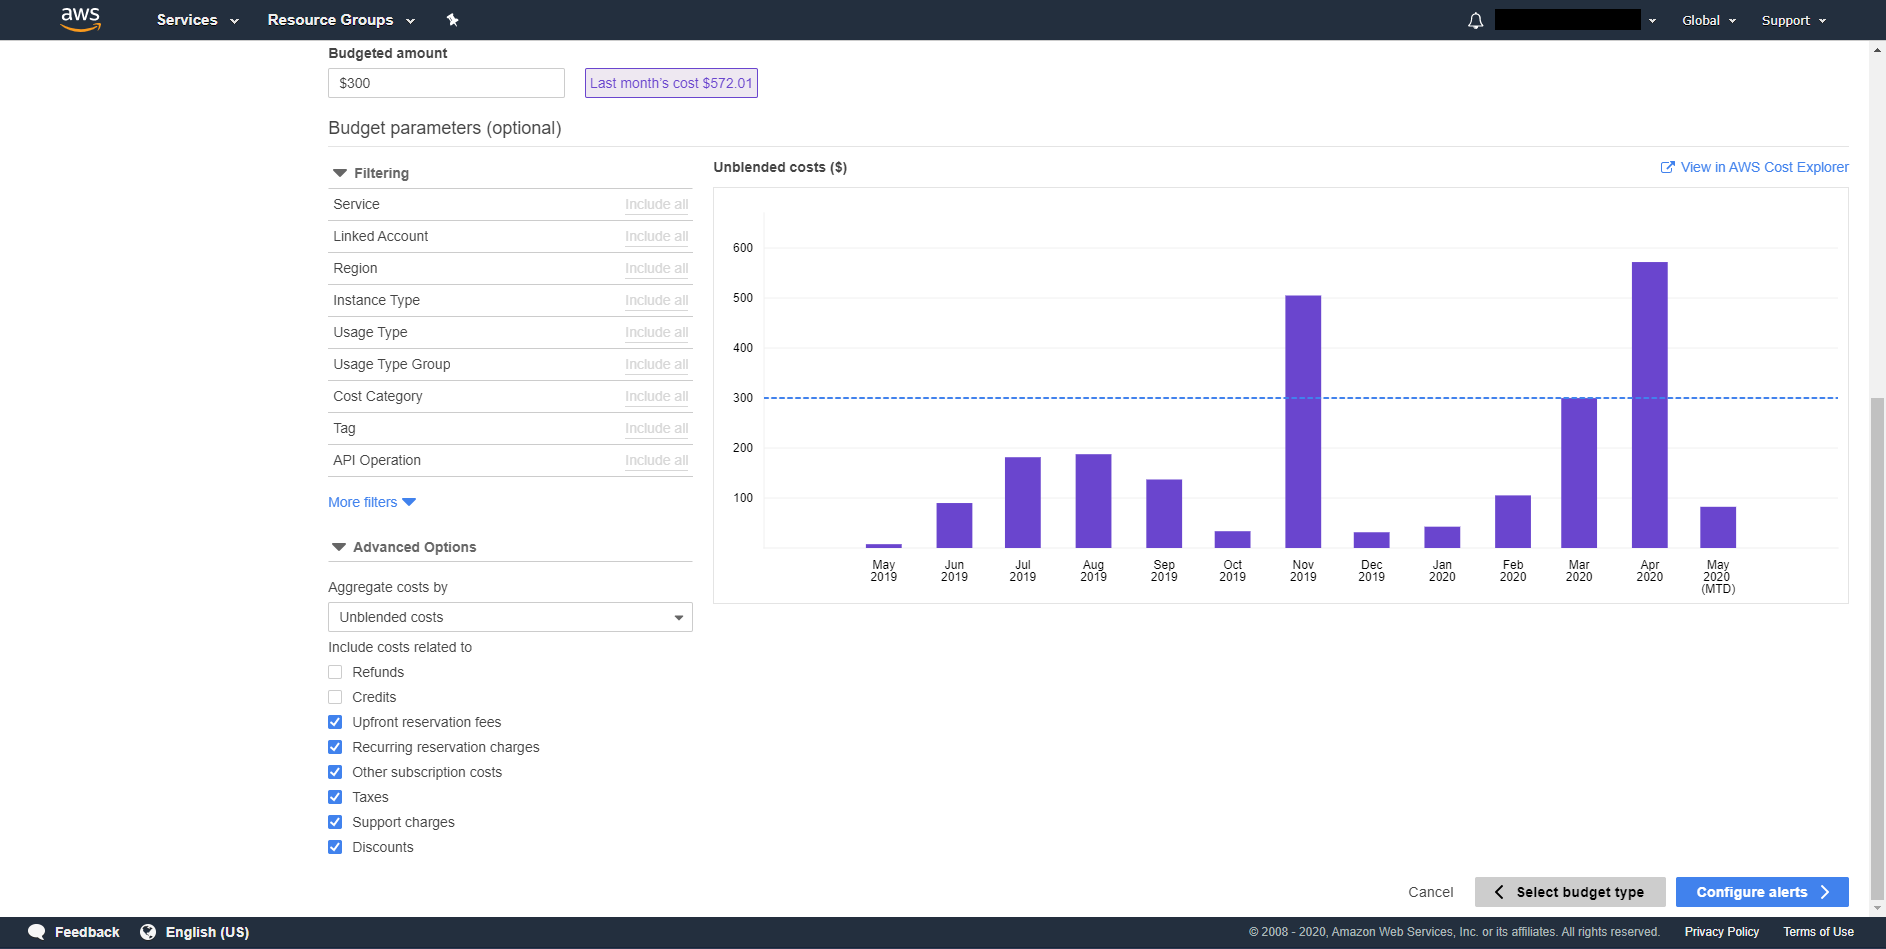 aws Services Resource Groups Global Support
Budgeted amount
$300 Last month's cost $572.01
Budget parameters (optional)
Filtering
Service Include all
Linked Account Include all
Region Include all
Instance Type Include all
Usage Type Include all
Usage Type Group Include all
Cost Category Include all
Tag Include all
API Operation Include all
More filters
Advanced Options
Aggregate costs by
Unblended costs
Include costs related to
Refunds
Credits
Upfront reservation fees
Recurring reservation charges
Other subscription costs
Taxes
Support charges
Discounts
Unblended costs ($) View in AWS Cost Explorer
600
500
400
300
200
100
May Jun Jul Aug Sep Oct Nov Dec Jan Feb Mar Apr May
2019 2019 2019 2019 2019 2019 2019 2019 2020 2020 2020 2020 2020
(MTD)
Cancel Select budget type Configure alerts
Feedback English (US) © 2008 - 2020, Amazon Web Services, Inc. or its affiliates. All rights reserved. Privacy Policy Terms of Use